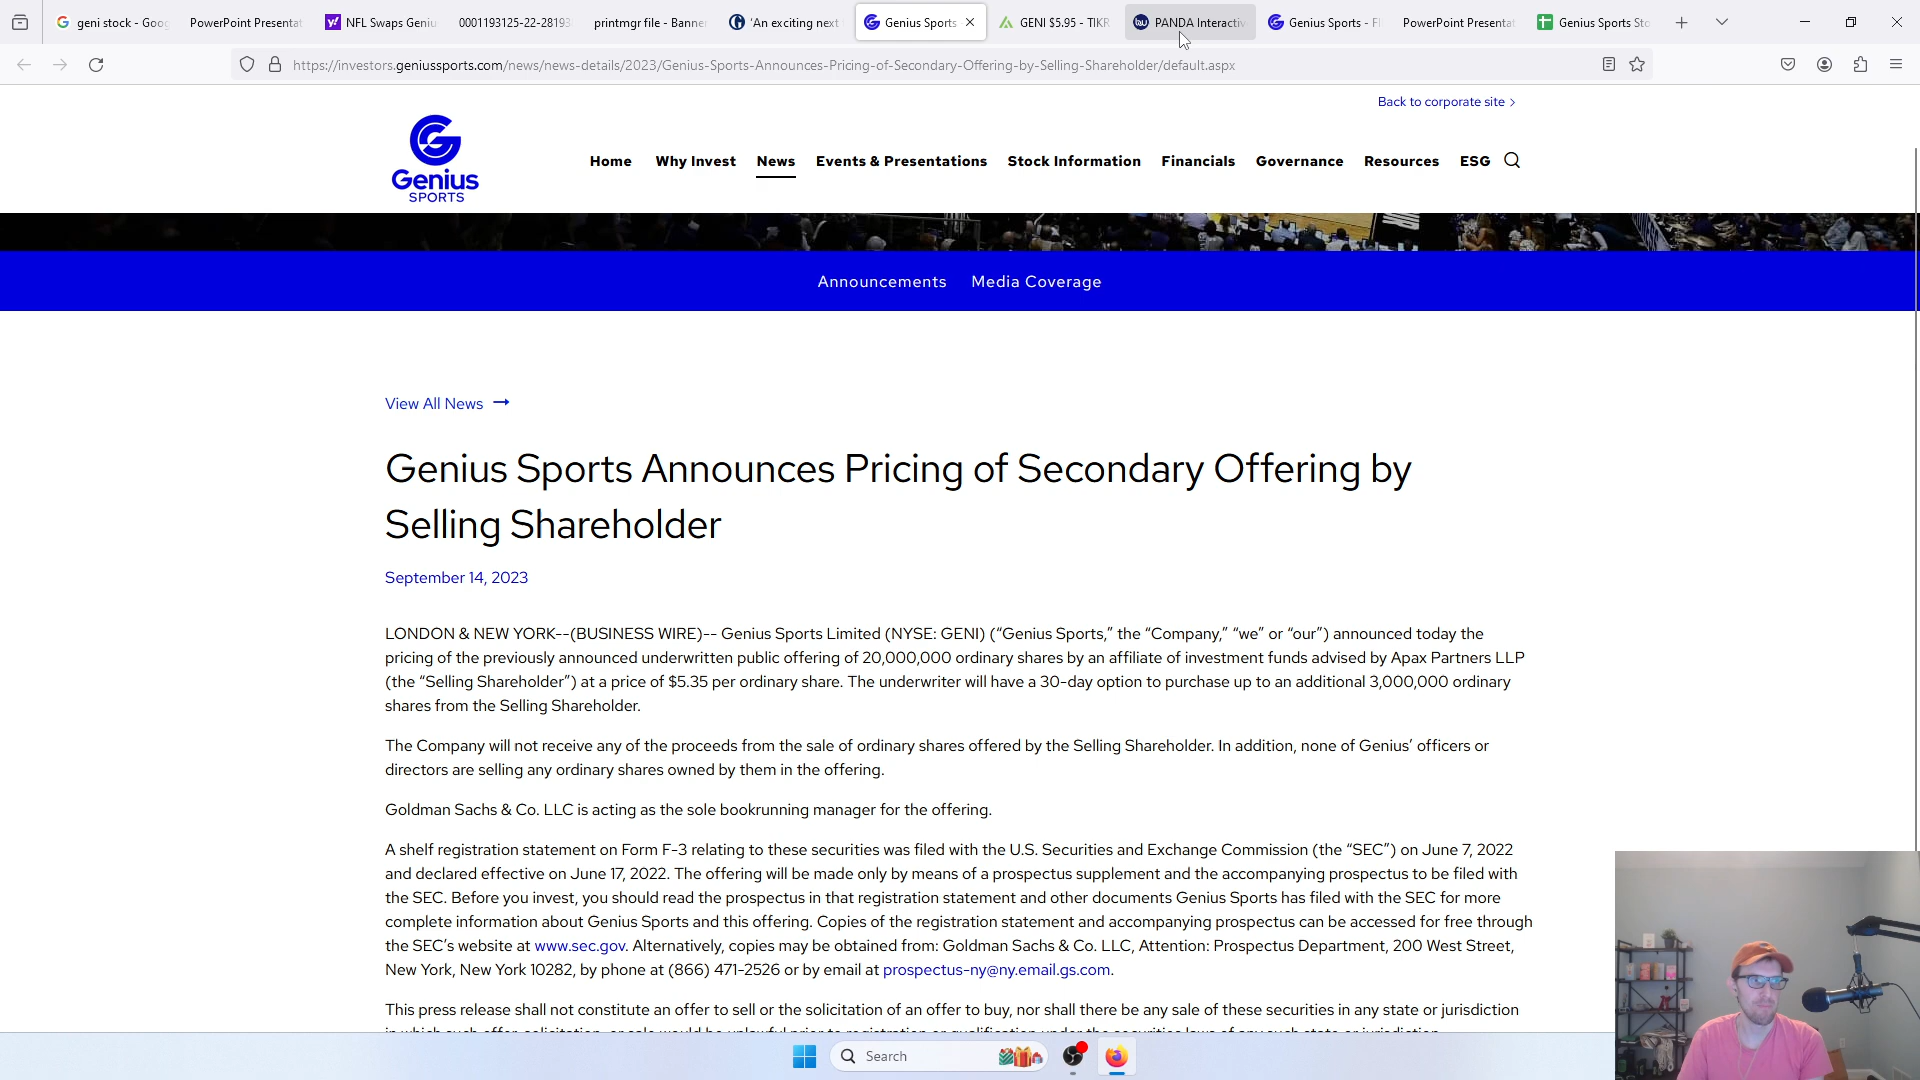 geni stock - Goog
PowerPoint Presentat
NFL Swaps Geniu
0001193125-22-28193
printmgr file - Banner
'An exciting next
Genius Sports
GENI $5.95 - TIKR
PANDA Interactiv
Genius Sports - F
PowerPoint Presentat
Genius Sports Sto
https://investors.geniussports.com/news/news-details/2023/Genius-Sports-Announces-Pricing-of-Secondary-Offering-by-Selling-Shareholder/default.aspx
Back to corporate site >
Genius
SPORTS
Home
Why Invest
News
Events & Presentations
Stock Information
Financials
Governance
Resources
ESG
Announcements
Media Coverage
View All News →
Genius Sports Announces Pricing of Secondary Offering by
Selling Shareholder
September 14, 2023
LONDON & NEW YORK--(BUSINESS WIRE)-- Genius Sports Limited (NYSE: GENI) (“Genius Sports,” the “Company,” “we” or “our”) announced today the
pricing of the previously announced underwritten public offering of 20,000,000 ordinary shares by an affiliate of investment funds advised by Apax Partners LLP
(the “Selling Shareholder”) at a price of $5.35 per ordinary share. The underwriter will have a 30-day option to purchase up to an additional 3,000,000 ordinary
shares from the Selling Shareholder.
The Company will not receive any of the proceeds from the sale of ordinary shares offered by the Selling Shareholder. In addition, none of Genius’ officers or
directors are selling any ordinary shares owned by them in the offering.
Goldman Sachs & Co. LLC is acting as the sole bookrunning manager for the offering.
A shelf registration statement on Form F-3 relating to these securities was filed with the U.S. Securities and Exchange Commission (the “SEC”) on June 7, 2022
and declared effective on June 17, 2022. The offering will be made only by means of a prospectus supplement and the accompanying prospectus to be filed with
the SEC. Before you invest, you should read the prospectus in that registration statement and other documents Genius Sports has filed with the SEC for more
complete information about Genius Sports and this offering. Copies of the registration statement and accompanying prospectus can be accessed for free through
the SEC’s website at www.sec.gov. Alternatively, copies may be obtained from: Goldman Sachs & Co. LLC, Attention: Prospectus Department, 200 West Street,
New York, New York 10282, by phone at (866) 471-2526 or by email at prospectus-ny@ny.email.gs.com.
This press release shall not constitute an offer to sell or the solicitation of an offer to buy, nor shall there be any sale of these securities in any state or jurisdiction
Search